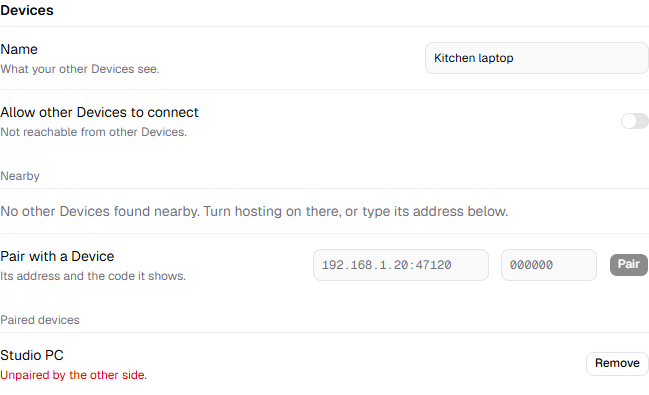 Devices
Name
What your other Devices see.
Kitchen laptop
Allow other Devices to connect
Not reachable from other Devices.
Nearby
No other Devices found nearby. Turn hosting on there, or type its address below.
Pair with a Device
Its address and the code it shows.
192.168.1.20:47120
000000
Pair
Paired devices
Studio PC
Unpaired by the other side.
Remove